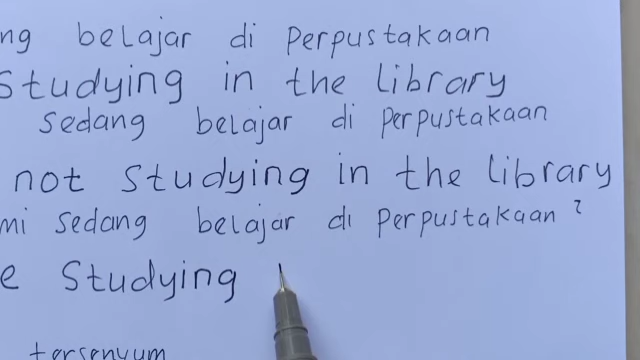 ng belajar di perpustakaan
studying in the library
sedang belajar di perpustakaan
not studying in the library
mi sedang belajar di perpustakaan?
e studying
tersenyum